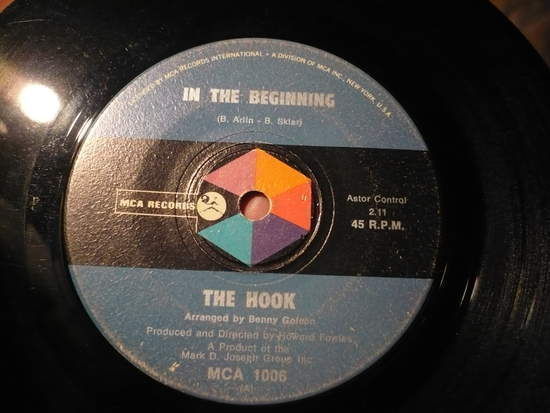 LICENSED BY MCA RECORDS INTERNATIONAL • A DIVISION OF MCA INC., NEW YORK, U.S.A.
IN THE BEGINNING
(B. Arlin - B. Sklar)
MCA RECORDS
Astor Control
2.11
45 R.P.M.
THE HOOK
Arranged by Benny Golson
Produced and Directed by Howard
A Product of the
Mark D. Joseph Group Inc.
MCA 1006
(A)